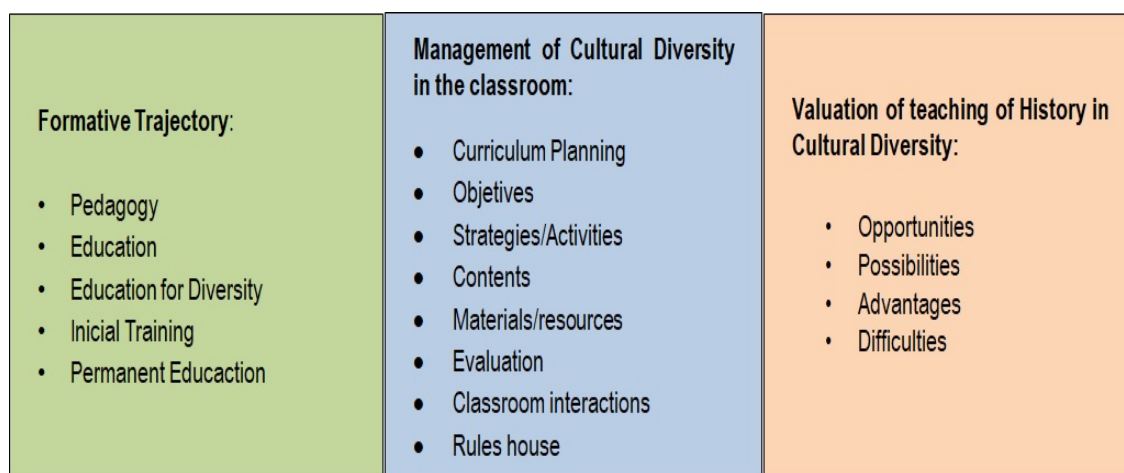 Formative Trajectory:
• Pedagogy
• Education
• Education for Diversity
• Inicial Training
• Permanent Educaction
Management of Cultural Diversity
in the classroom:
• Curriculum Planning
• Objetives
• Strategies/Activities
• Contents
• Materials/resources
• Evaluation
• Classroom interactions
• Rules house
Valuation of teaching of History in
Cultural Diversity:
• Opportunities
• Possibilities
• Advantages
• Difficulties